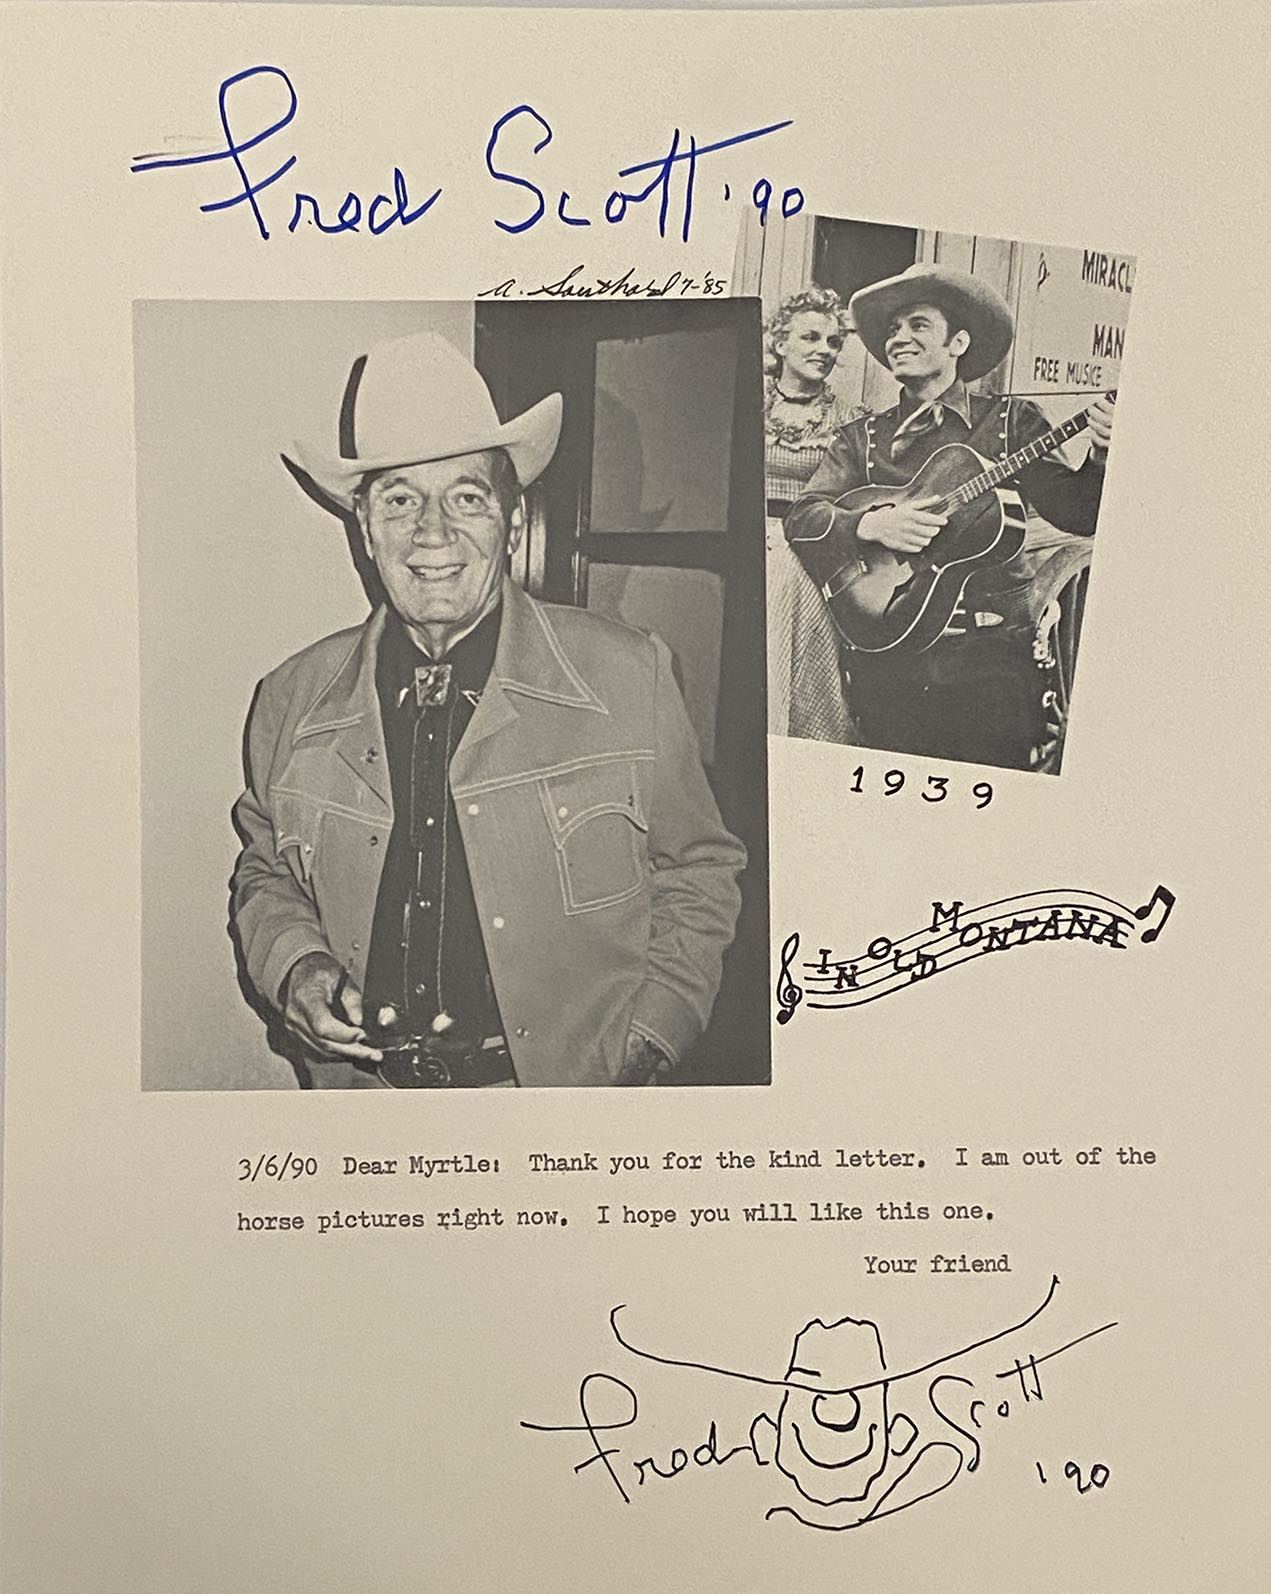 Fred Scott '90
A. Southard 7-'85
MIRACL
MAN
FREE MUSIC
1939
IN OLD MONTANA
3/6/90 Dear Myrtle: Thank you for the kind letter. I am out of the
horse pictures right now. I hope you will like this one.
Your friend
Fred Scott
'90